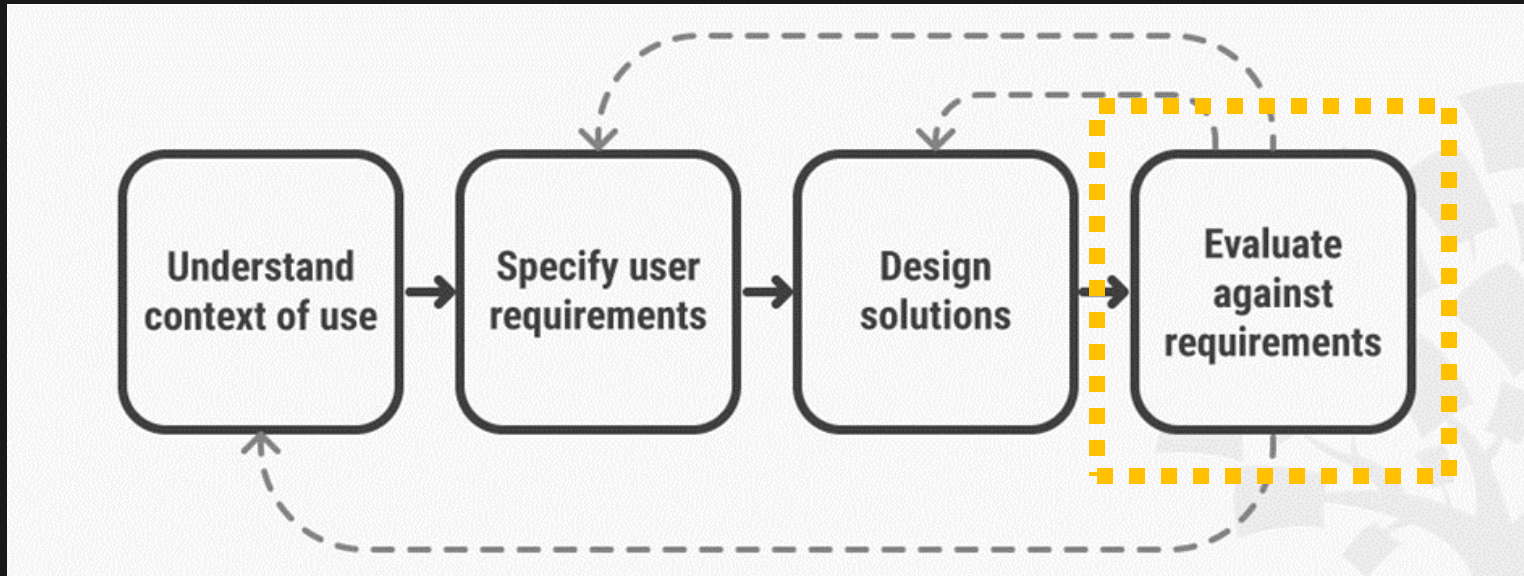 Understand
context of use
Specify user
requirements
Design
solutions
Evaluate
against
requirements